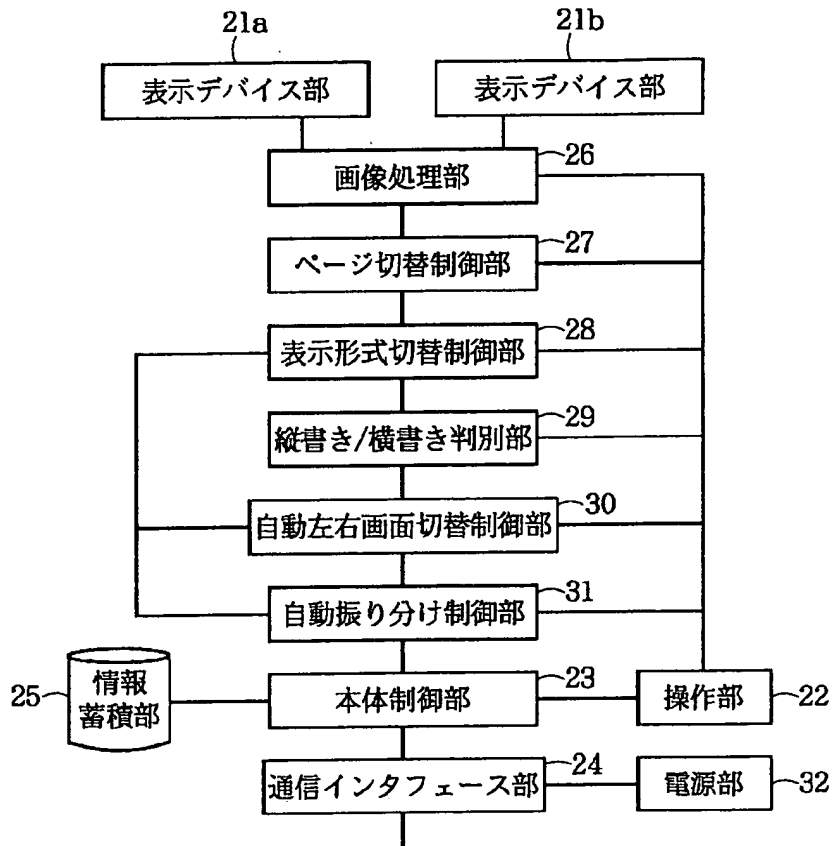 21a
21b
表示デバイス部
表示デバイス部
画像処理部
26
ページ切替制御部
27
表示形式切替制御部
28
縦書き/横書き判別部
29
自動左右画面切替制御部
30
自動振り分け制御部
31
25
情報
蓄積部
本体制御部
23
操作部
22
通信インタフェース部
24
電源部
32